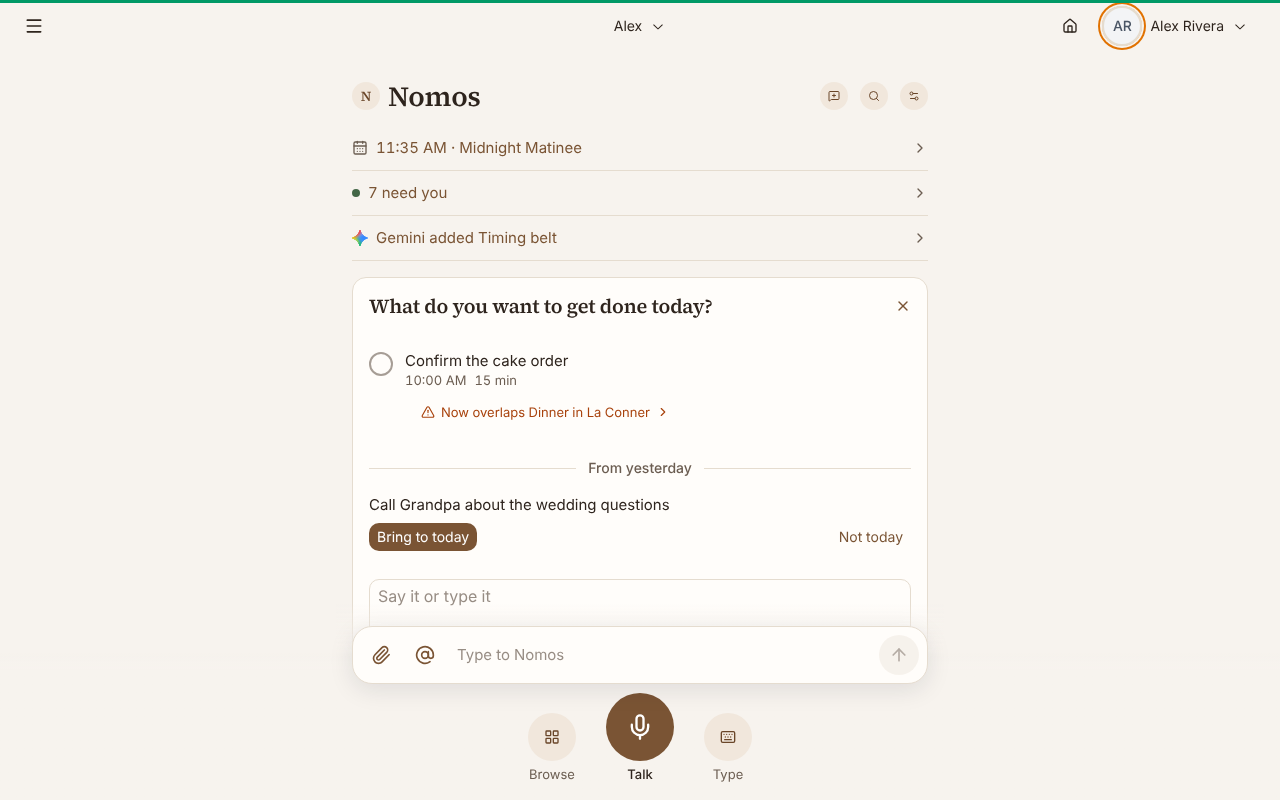 Alex
AR
Alex Rivera
N
Nomos
11:35 AM · Midnight Matinee
7 need you
Gemini added Timing belt
What do you want to get done today?
Confirm the cake order
10:00 AM 15 min
Now overlaps Dinner in La Conner
From yesterday
Call Grandpa about the wedding questions
Bring to today
Not today
Say it or type it
Type to Nomos
Browse
Talk
Type